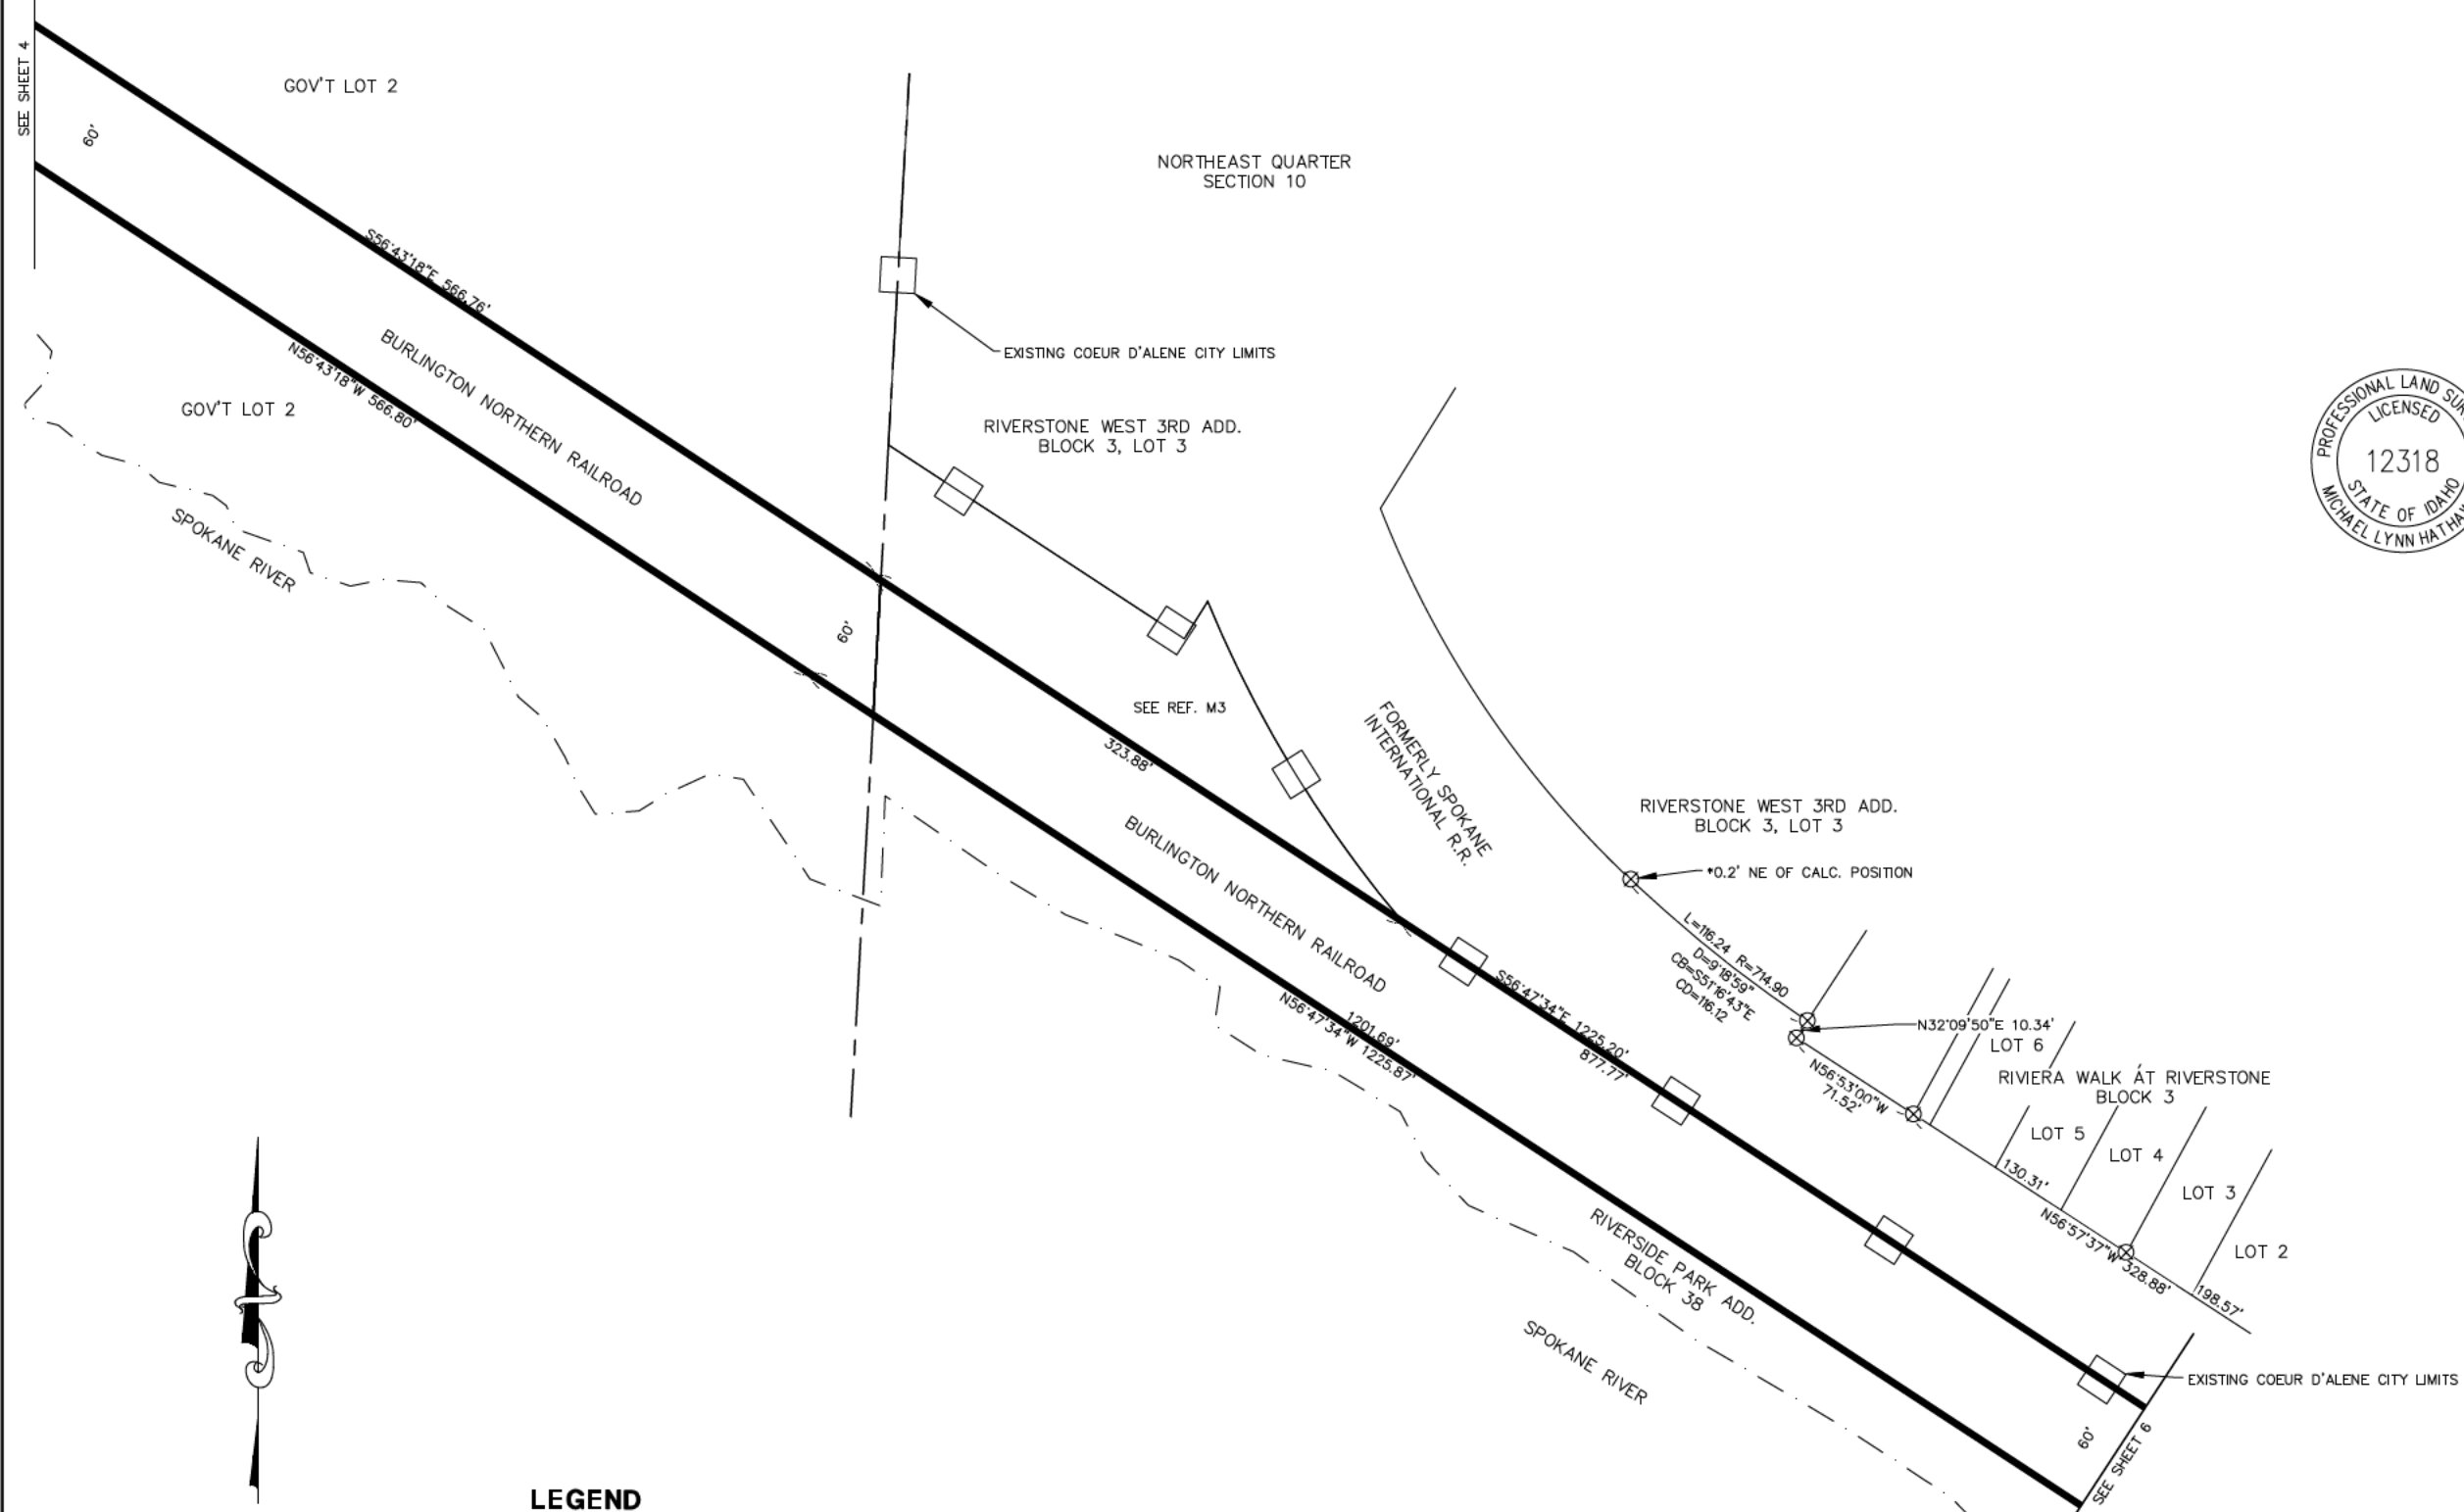 SEE SHEET 4
GOV'T LOT 2
60'
NORTHEAST QUARTER
SECTION 10
S56°43'18"E 566.76'
BURLINGTON NORTHERN RAILROAD
N56°43'18"W 566.80'
GOV'T LOT 2
EXISTING COEUR D'ALENE CITY LIMITS
RIVERSTONE WEST 3RD ADD.
BLOCK 3, LOT 3
PROFESSIONAL LAND
LICENSED
12318
STATE OF IDAHO
MICHAEL LYNN
SPOKANE RIVER
60'
SEE REF. M3
323.88'
FORMERLY SPOKANE
INTERNATIONAL R.R.
RIVERSTONE WEST 3RD ADD.
BLOCK 3, LOT 3
*0.2' NE OF CALC. POSITION
BURLINGTON NORTHERN RAILROAD
L=116.24 R=714.90
D=9°18'59"
CB=S51°16'43"E
CD=116.12
N32°09'50"E 10.34'
LOT 6
RIVIERA WALK AT RIVERSTONE
BLOCK 3
N56°53'00"W
71.52'
S56°47'34"E 1225.20'
877.77'
1201.69'
N56°47'34"W 1225.87'
LOT 5
LOT 4
LOT 3
LOT 2
130.31'
N56°57'37"W 328.88'
198.57'
RIVERSIDE PARK ADD.
BLOCK 38
SPOKANE RIVER
EXISTING COEUR D'ALENE CITY LIMITS
60'
SEE SHEET 6
LEGEND